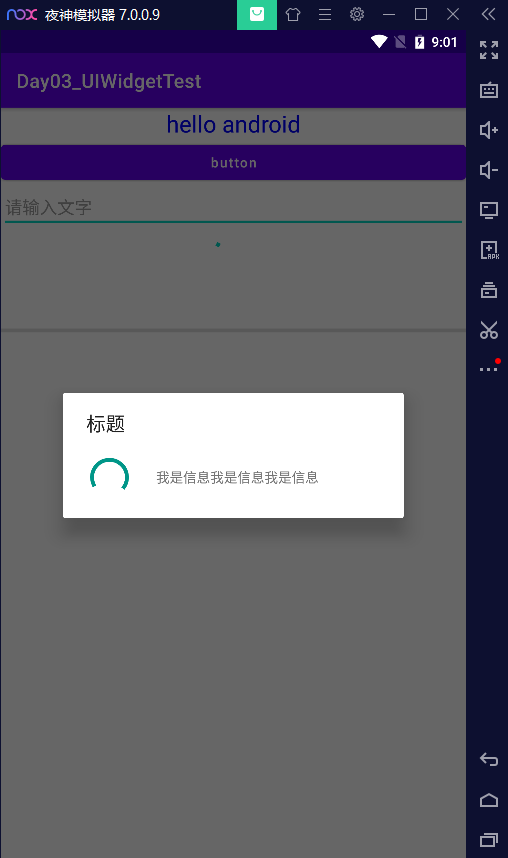 nox 夜神模拟器 7.0.0.9
9:01
Day03_UIWidgetTest
hello android
button
请输入文字
标题
我是信息我是信息我是信息
APK